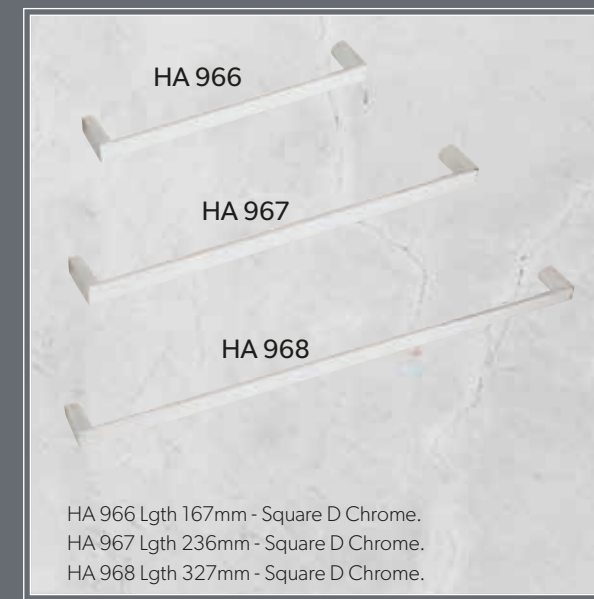 HA 966
HA 967
HA 968
HA 966 Lgth 167mm - Square D Chrome.
HA 967 Lgth 236mm - Square D Chrome.
HA 968 Lgth 327mm - Square D Chrome.